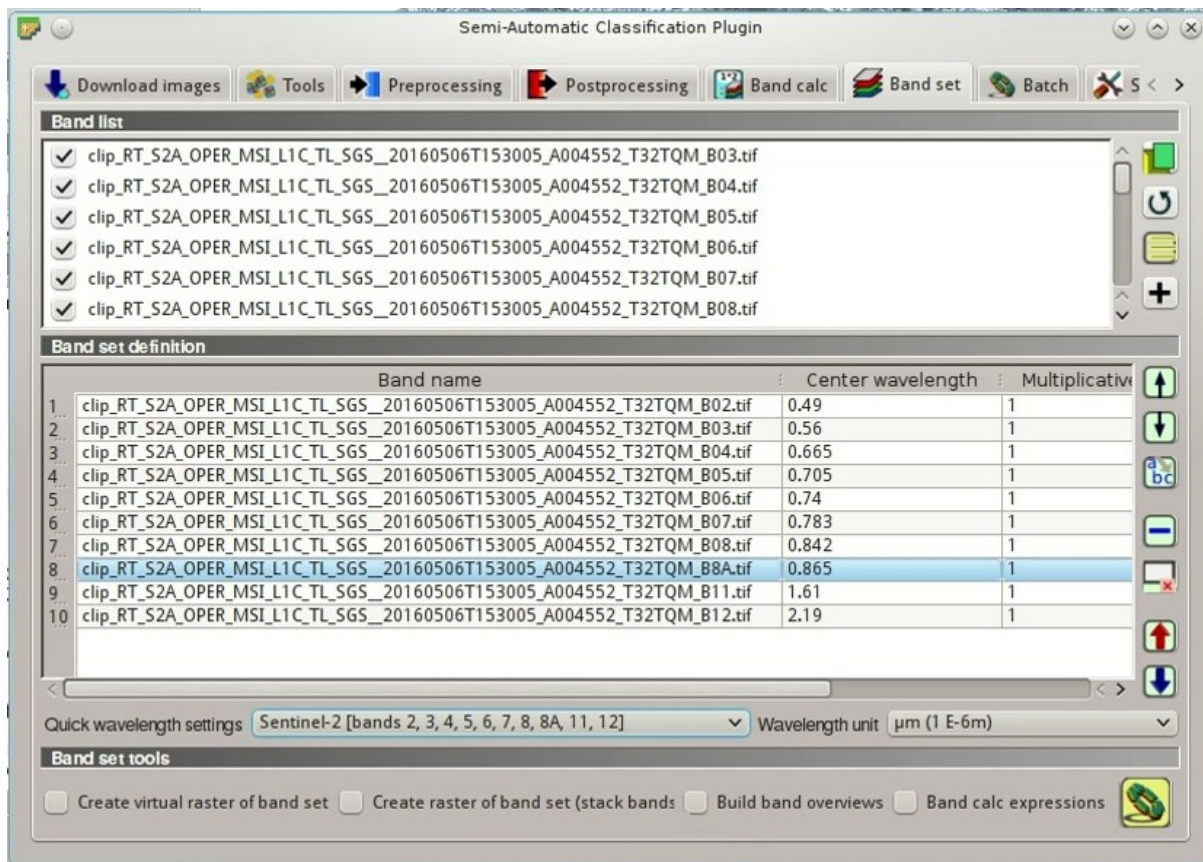 Semi-Automatic Classification Plugin
Download images Tools Preprocessing Postprocessing Band calc Band set Batch S
Band list
clip_RT_S2A_OPER_MSI_L1C_TL_SGS__20160506T153005_A004552_T32TQM_B03.tif
clip_RT_S2A_OPER_MSI_L1C_TL_SGS__20160506T153005_A004552_T32TQM_B04.tif
clip_RT_S2A_OPER_MSI_L1C_TL_SGS__20160506T153005_A004552_T32TQM_B05.tif
clip_RT_S2A_OPER_MSI_L1C_TL_SGS__20160506T153005_A004552_T32TQM_B06.tif
clip_RT_S2A_OPER_MSI_L1C_TL_SGS__20160506T153005_A004552_T32TQM_B07.tif
clip_RT_S2A_OPER_MSI_L1C_TL_SGS__20160506T153005_A004552_T32TQM_B08.tif
Band set definition
Band name Center wavelength Multiplicative
1 clip_RT_S2A_OPER_MSI_L1C_TL_SGS__20160506T153005_A004552_T32TQM_B02.tif 0.49 1
2 clip_RT_S2A_OPER_MSI_L1C_TL_SGS__20160506T153005_A004552_T32TQM_B03.tif 0.56 1
3 clip_RT_S2A_OPER_MSI_L1C_TL_SGS__20160506T153005_A004552_T32TQM_B04.tif 0.665 1
4 clip_RT_S2A_OPER_MSI_L1C_TL_SGS__20160506T153005_A004552_T32TQM_B05.tif 0.705 1
5 clip_RT_S2A_OPER_MSI_L1C_TL_SGS__20160506T153005_A004552_T32TQM_B06.tif 0.74 1
6 clip_RT_S2A_OPER_MSI_L1C_TL_SGS__20160506T153005_A004552_T32TQM_B07.tif 0.783 1
7 clip_RT_S2A_OPER_MSI_L1C_TL_SGS__20160506T153005_A004552_T32TQM_B08.tif 0.842 1
8 clip_RT_S2A_OPER_MSI_L1C_TL_SGS__20160506T153005_A004552_T32TQM_B8A.tif 0.865 1
9 clip_RT_S2A_OPER_MSI_L1C_TL_SGS__20160506T153005_A004552_T32TQM_B11.tif 1.61 1
10 clip_RT_S2A_OPER_MSI_L1C_TL_SGS__20160506T153005_A004552_T32TQM_B12.tif 2.19 1
a bc
Quick wavelength settings Sentinel-2 [bands 2, 3, 4, 5, 6, 7, 8, 8A, 11, 12] Wavelength unit µm (1 E-6m)
Band set tools
Create virtual raster of band set Create raster of band set (stack bands Build band overviews Band calc expressions